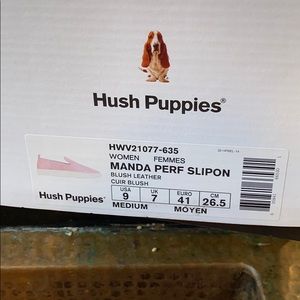 Hush Puppies®
HWV21077-635
WOMEN FEMMES
MANDA PERF SLIPON
BLUSH LEATHER
CUIR BLUSH
Hush Puppies®
USA UK EURO CM
9 7 41 26.5
MEDIUM MOYEN